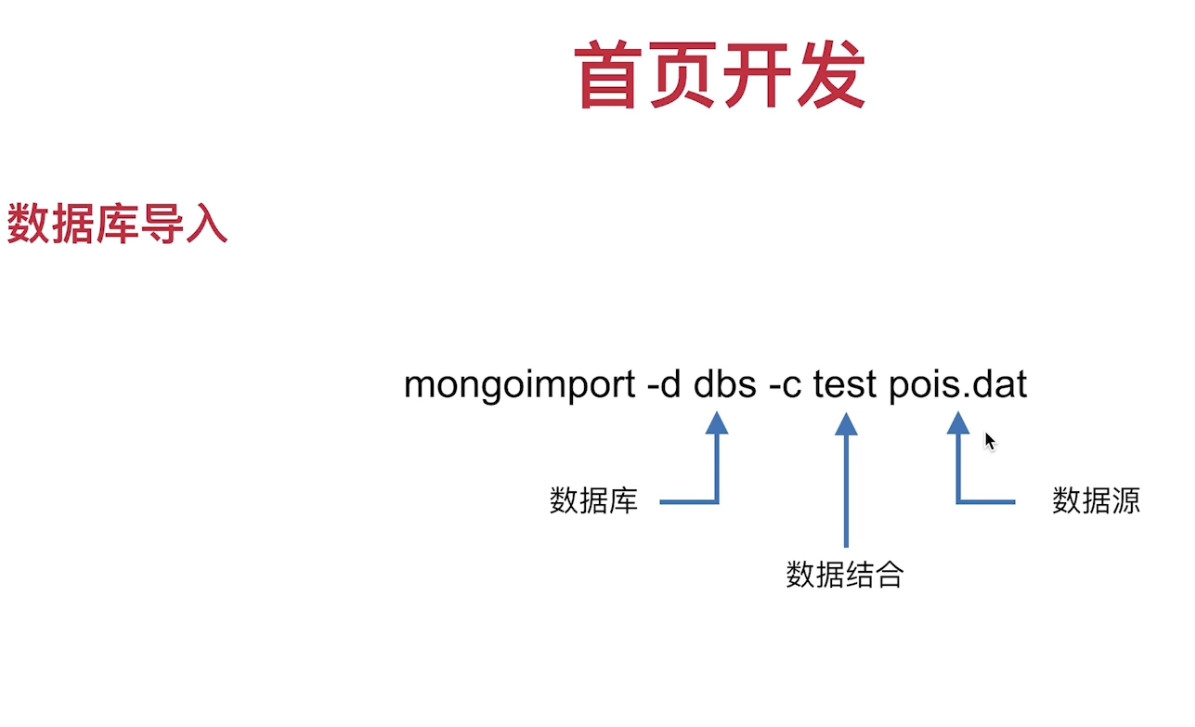 首页开发
数据库导入
mongoimport -d dbs -c test pois.dat
数据库
数据源
数据结合